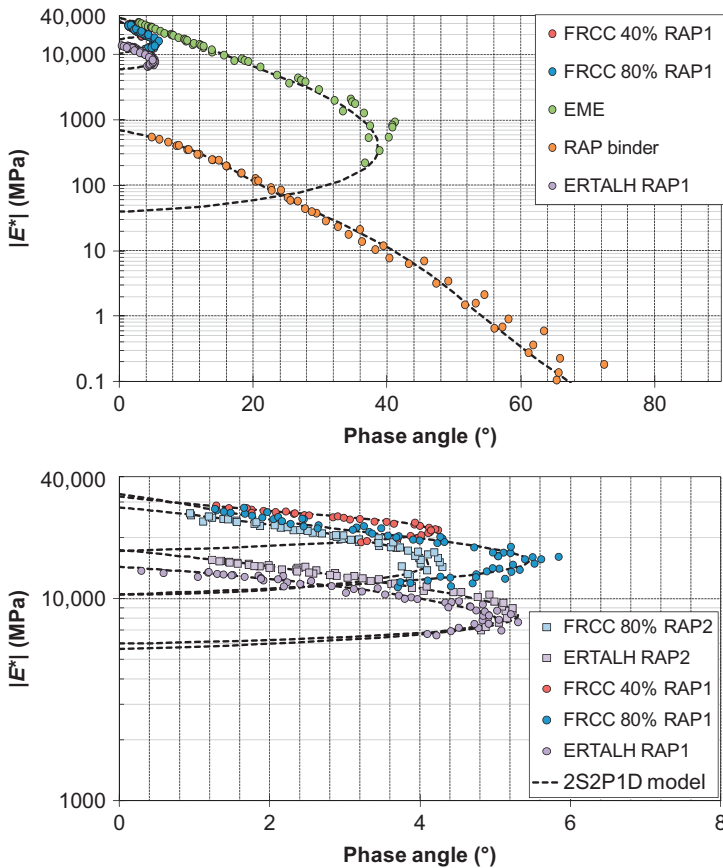 40,000
10,000
1000
100
10
1
0.1
|E*| (MPa)
0 20 40 60 80
Phase angle (°)
FRCC 40% RAP1
FRCC 80% RAP1
EME
RAP binder
ERTALH RAP1
40,000
10,000
1000
|E*| (MPa)
0 2 4 6 8
Phase angle (°)
FRCC 80% RAP2
ERTALH RAP2
FRCC 40% RAP1
FRCC 80% RAP1
ERTALH RAP1
2S2P1D model